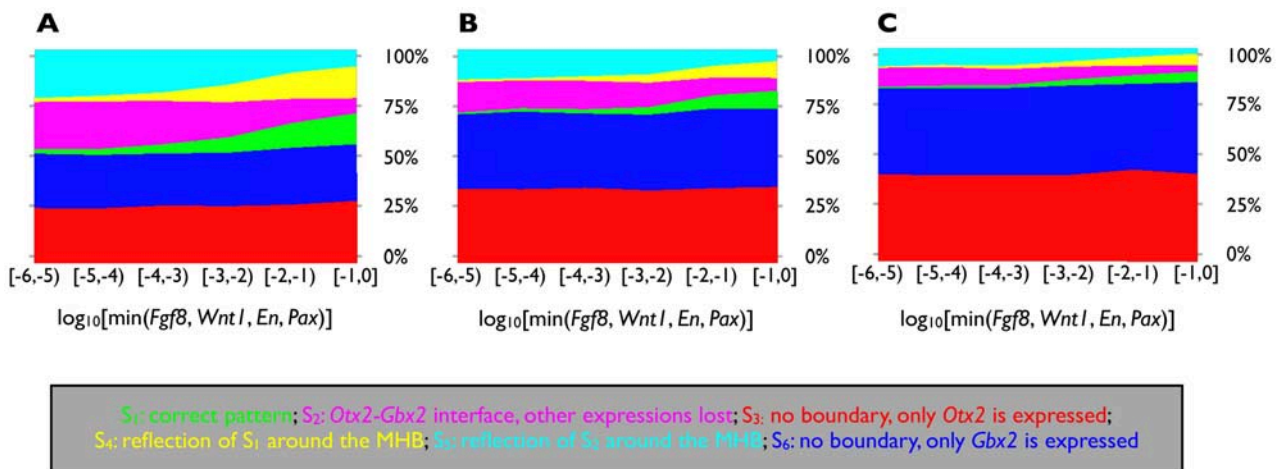 A B C
100% 100% 100%
75% 75% 75%
50% 50% 50%
25% 25% 25%
0% 0% 0%
[-6,-5) [-5,-4) [-4,-3) [-3,-2) [-2,-1) [-1,0] [-6,-5) [-5,-4) [-4,-3) [-3,-2) [-2,-1) [-1,0] [-6,-5) [-5,-4) [-4,-3) [-3,-2) [-2,-1) [-1,0]
log₁₀[min(Fgf8, Wnt1, En, Pax)] log₁₀[min(Fgf8, Wnt1, En, Pax)] log₁₀[min(Fgf8, Wnt1, En, Pax)]
S₁: correct pattern; S₂: Otx2-Gbx2 interface, other expressions lost; S₃: no boundary, only Otx2 is expressed;
S₄: reflection of S₁ around the MHB; reflection of S₂ around the MHB; S₆: no boundary, only Gbx2 is expressed